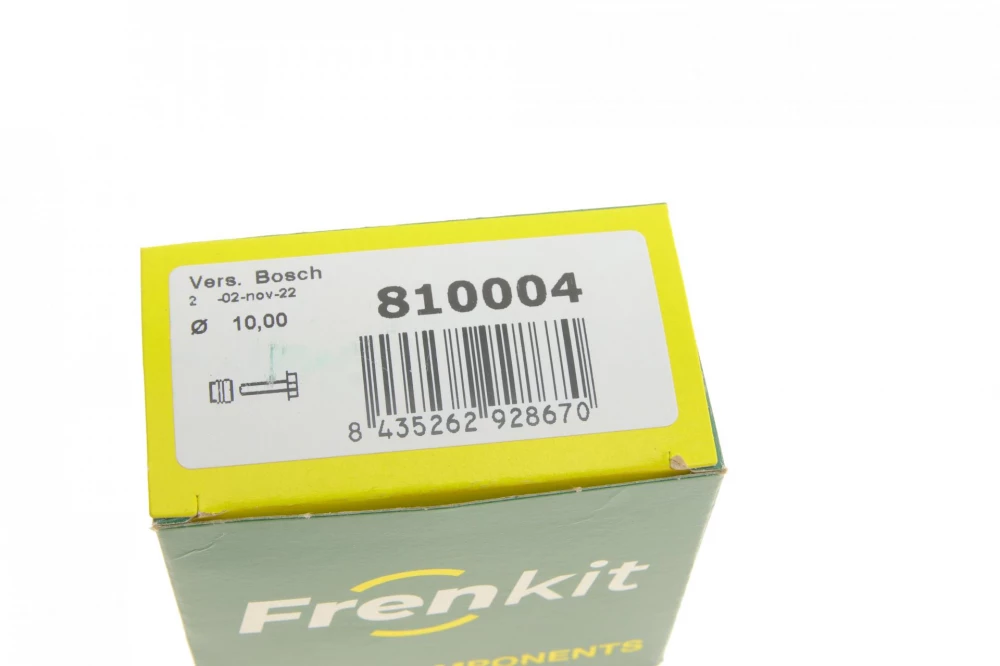 Vers. Bosch
2 -02-nov-22
Ø 10,00
810004
8 435262 928670
Frenkit